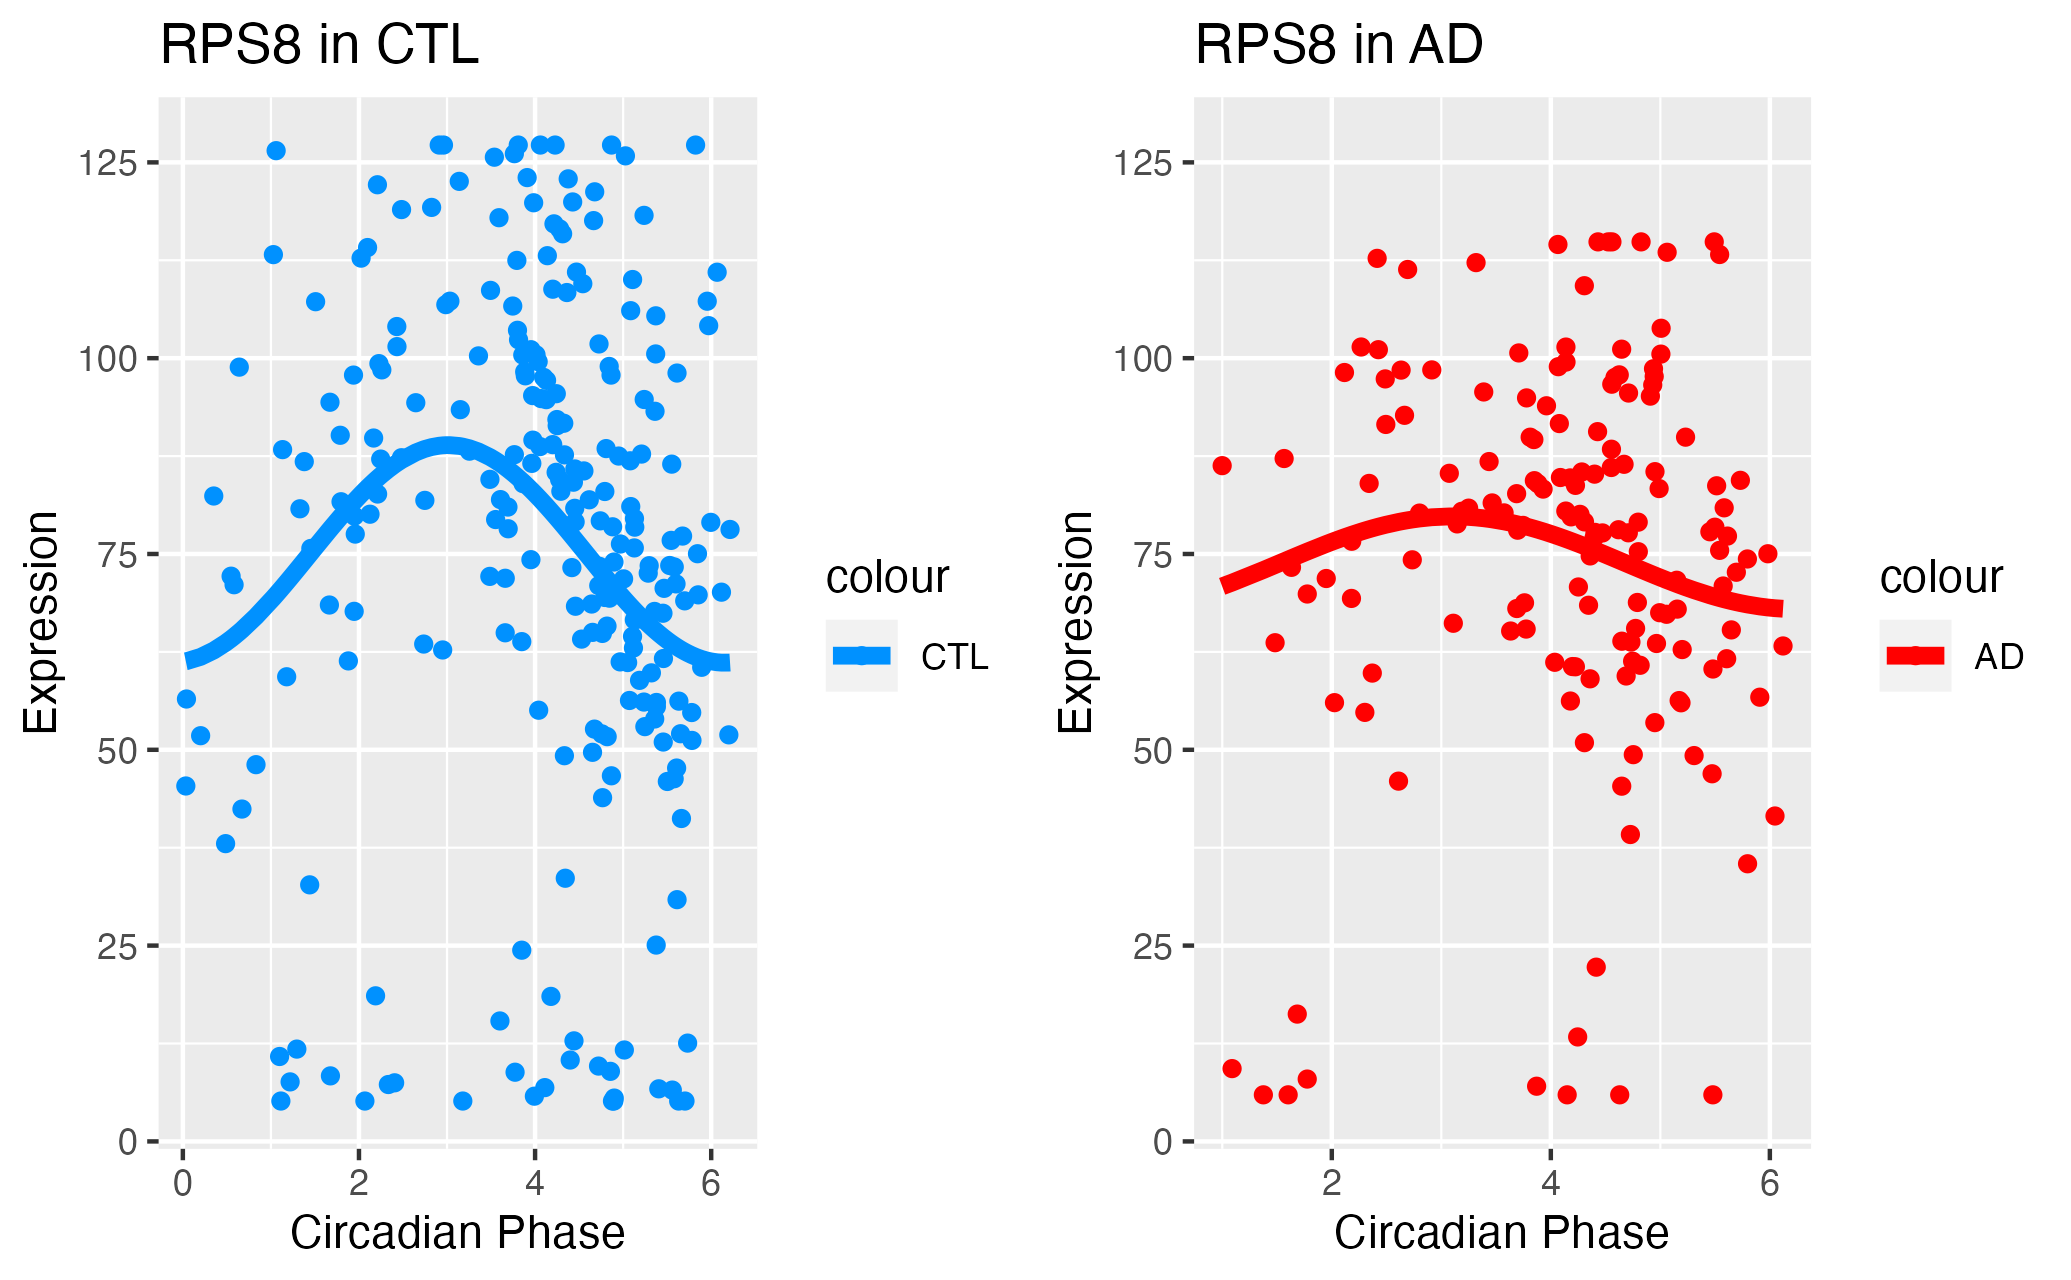 RPS8 in CTL
Expression
125
100
75
50
25
0
0 2 4 6
Circadian Phase
colour
CTL
RPS8 in AD
Expression
125
100
75
50
25
0
2 4 6
Circadian Phase
colour
AD